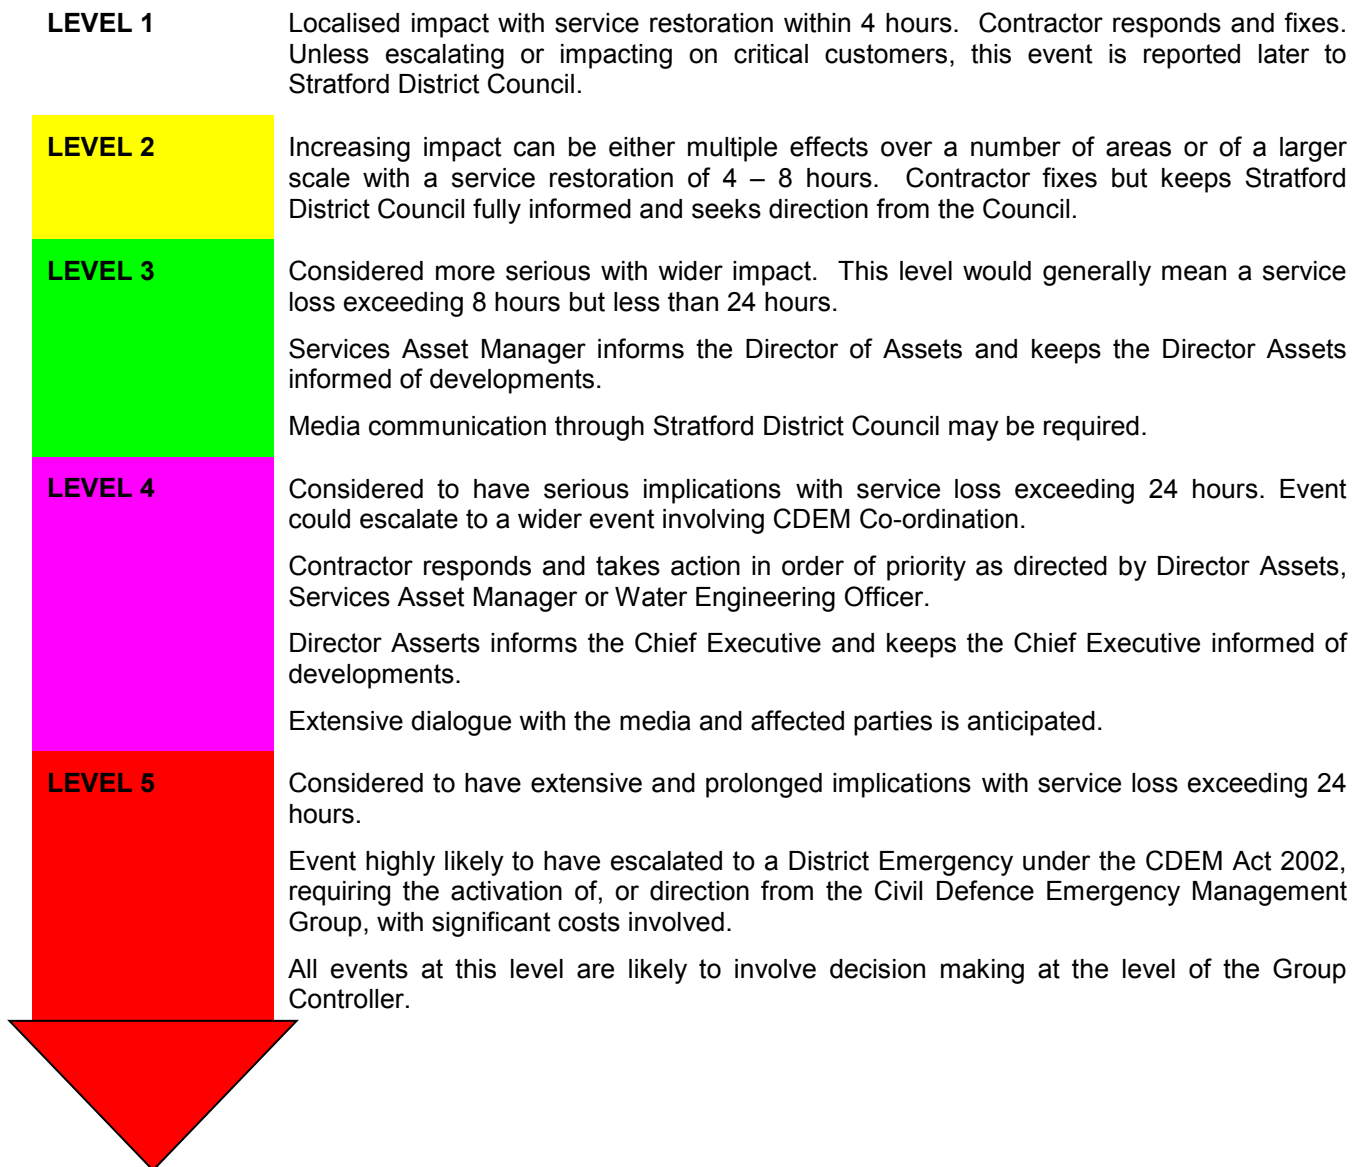 LEVEL 1
Localised impact with service restoration within 4 hours. Contractor responds and fixes.
Unless escalating or impacting on critical customers, this event is reported later to
Stratford District Council.
LEVEL 2
Increasing impact can be either multiple effects over a number of areas or of a larger
scale with a service restoration of 4 – 8 hours. Contractor fixes but keeps Stratford
District Council fully informed and seeks direction from the Council.
LEVEL 3
Considered more serious with wider impact. This level would generally mean a service
loss exceeding 8 hours but less than 24 hours.
Services Asset Manager informs the Director of Assets and keeps the Director Assets
informed of developments.
Media communication through Stratford District Council may be required.
LEVEL 4
Considered to have serious implications with service loss exceeding 24 hours. Event
could escalate to a wider event involving CDEM Co-ordination.
Contractor responds and takes action in order of priority as directed by Director Assets,
Services Asset Manager or Water Engineering Officer.
Director Asserts informs the Chief Executive and keeps the Chief Executive informed of
developments.
Extensive dialogue with the media and affected parties is anticipated.
LEVEL 5
Considered to have extensive and prolonged implications with service loss exceeding 24
hours.
Event highly likely to have escalated to a District Emergency under the CDEM Act 2002,
requiring the activation of, or direction from the Civil Defence Emergency Management
Group, with significant costs involved.
All events at this level are likely to involve decision making at the level of the Group
Controller.